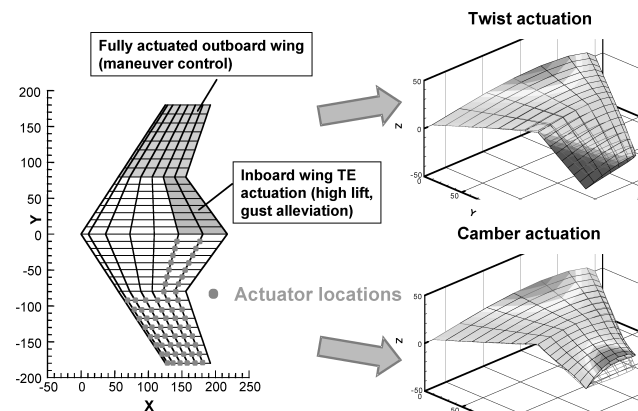 Twist actuation
Fully actuated outboard wing
(maneuver control)
200
150
100
50
0
-50
-100
-150
-200
Y
-50
0
50
100
150
200
250
X
Inboard wing TE
actuation (high lift,
gust alleviation)
Actuator locations
50
0
-50
Z
0
50
Y
Camber actuation
50
0
-50
Z
0
50